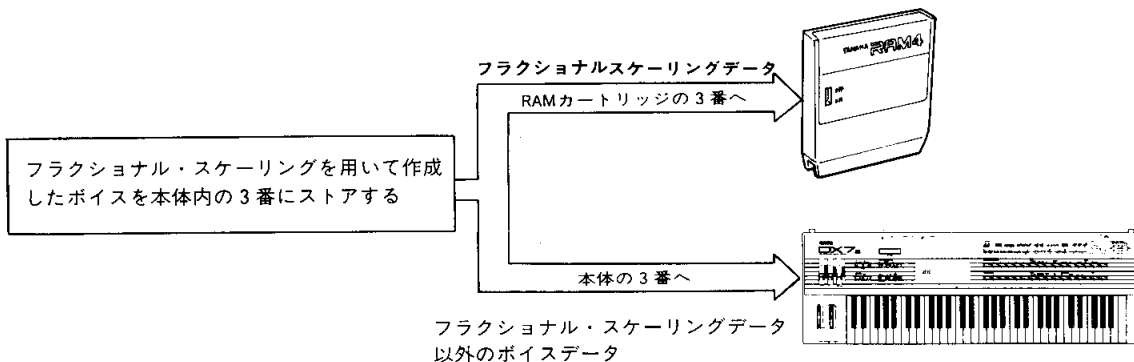 フラクショナル・スケーリングを用いて作成
したボイスを本体内の3番にストアする
フラクショナルスケーリングデータ
RAMカートリッジの3番へ
YAMAHA RAM4
本体の3番へ
DX7s
フラクショナル・スケーリングデータ
以外のボイスデータ